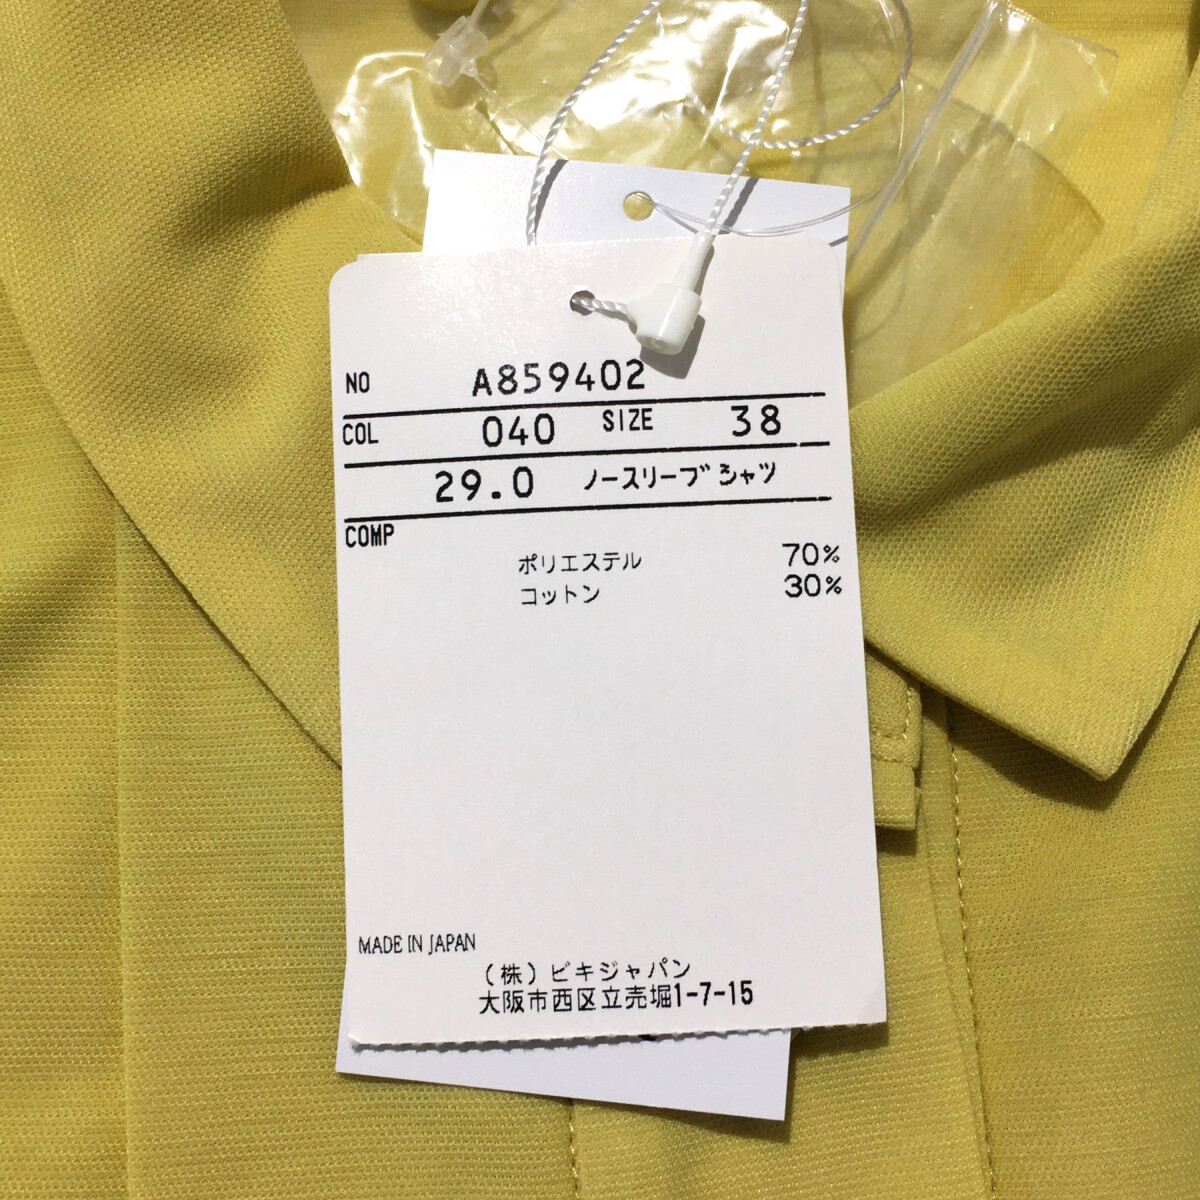 NO A859402
COL 040 SIZE 38
29.0 ノースリーブシャツ
COMP
ポリエステル 70%
コットン 30%
MADE IN JAPAN
(株)ビキジャパン
大阪市西区立売堀1-7-15